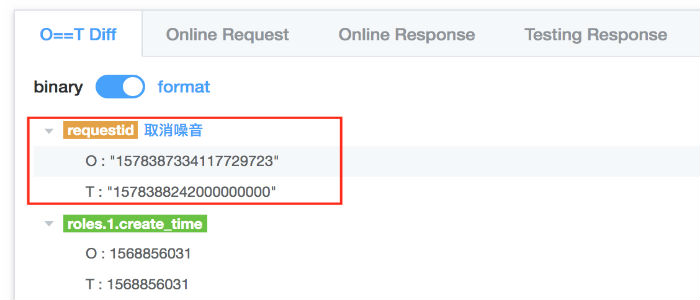 O==T Diff Online Request Online Response Testing Response
binary format
requestid 取消噪音
O : "1578387334117729723"
T : "1578388242000000000"
roles.1.create_time
O : 1568856031
T : 1568856031